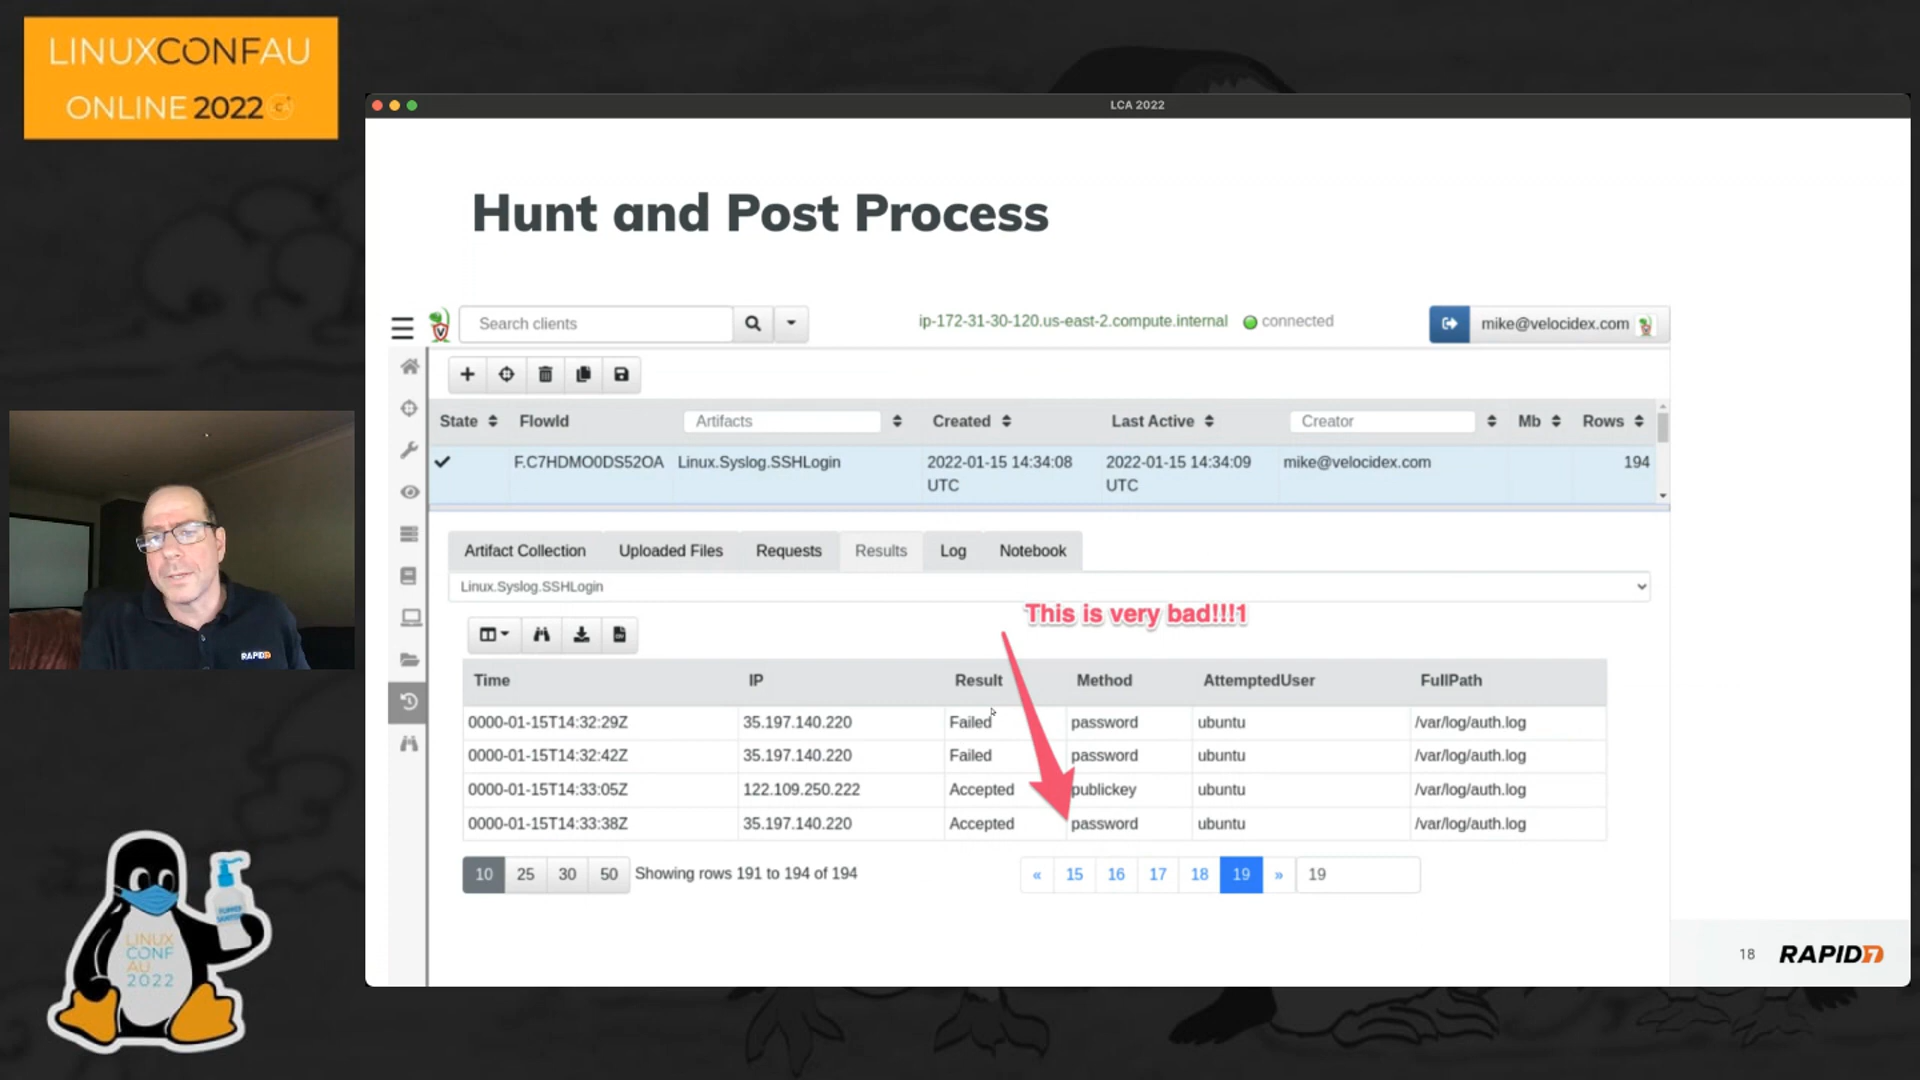 LINUXCONFAU
ONLINE 2022
LCA 2022
Hunt and Post Process
Search clients
ip-172-31-30-120.us-east-2.compute.internal connected
mike@velocidex.com
State FlowId Artifacts Created Last Active Creator Mb Rows
F.C7HDMO0DS52OA Linux.Syslog.SSHLogin 2022-01-15 14:34:08 UTC 2022-01-15 14:34:09 UTC mike@velocidex.com 194
Artifact Collection Uploaded Files Requests Results Log Notebook
Linux.Syslog.SSHLogin
This is very bad!!!1
Time IP Result Method AttemptedUser FullPath
0000-01-15T14:32:29Z 35.197.140.220 Failed password ubuntu /var/log/auth.log
0000-01-15T14:32:42Z 35.197.140.220 Failed password ubuntu /var/log/auth.log
0000-01-15T14:33:05Z 122.109.250.222 Accepted publickey ubuntu /var/log/auth.log
0000-01-15T14:33:38Z 35.197.140.220 Accepted password ubuntu /var/log/auth.log
10 25 30 50 Showing rows 191 to 194 of 194 « 15 16 17 18 19 » 19
18 RAPID7
RAPID7
LINUX
CONF
AU
2022